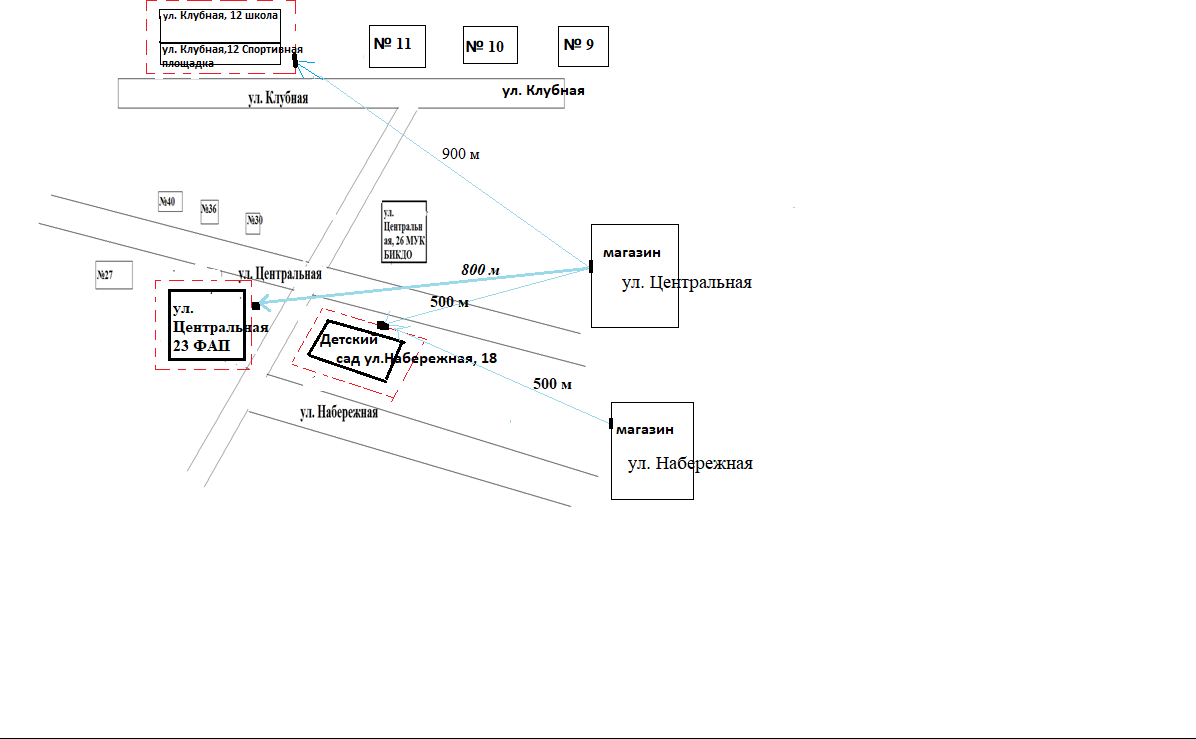 ул. Клубная, 12 школа
ул. Клубная,12 Спортивная
площадка
№ 11
№ 10
№ 9
ул. Клубная
ул. Клубная
900 м
№40
№36
№30
ул.
Центральн
ая, 26 МУК
БИКДО
№27
ул. Центральная
800 м
магазин
ул. Центральная
500 м
ул.
Центральная
23 ФАП
Детский
сад ул.Набережная, 18
500 м
ул. Набережная
магазин
ул. Набережная